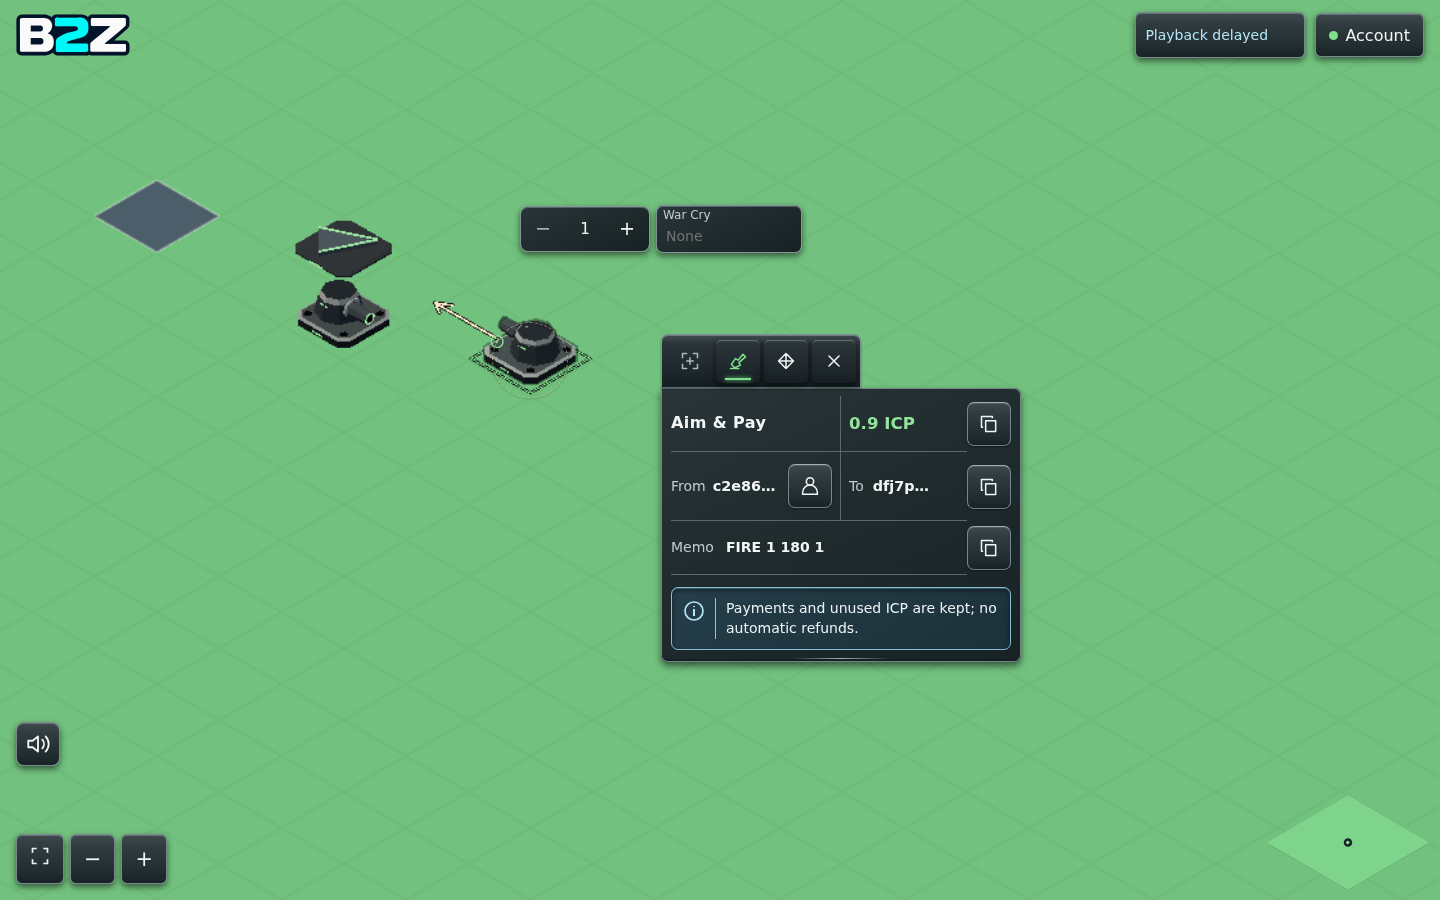 B2Z
Playback delayed
Account
1
War Cry
None
Aim & Pay
0.9 ICP
From c2e86...
To dfj7p...
Memo FIRE 1 180 1
Payments and unused ICP are kept; no
automatic refunds.